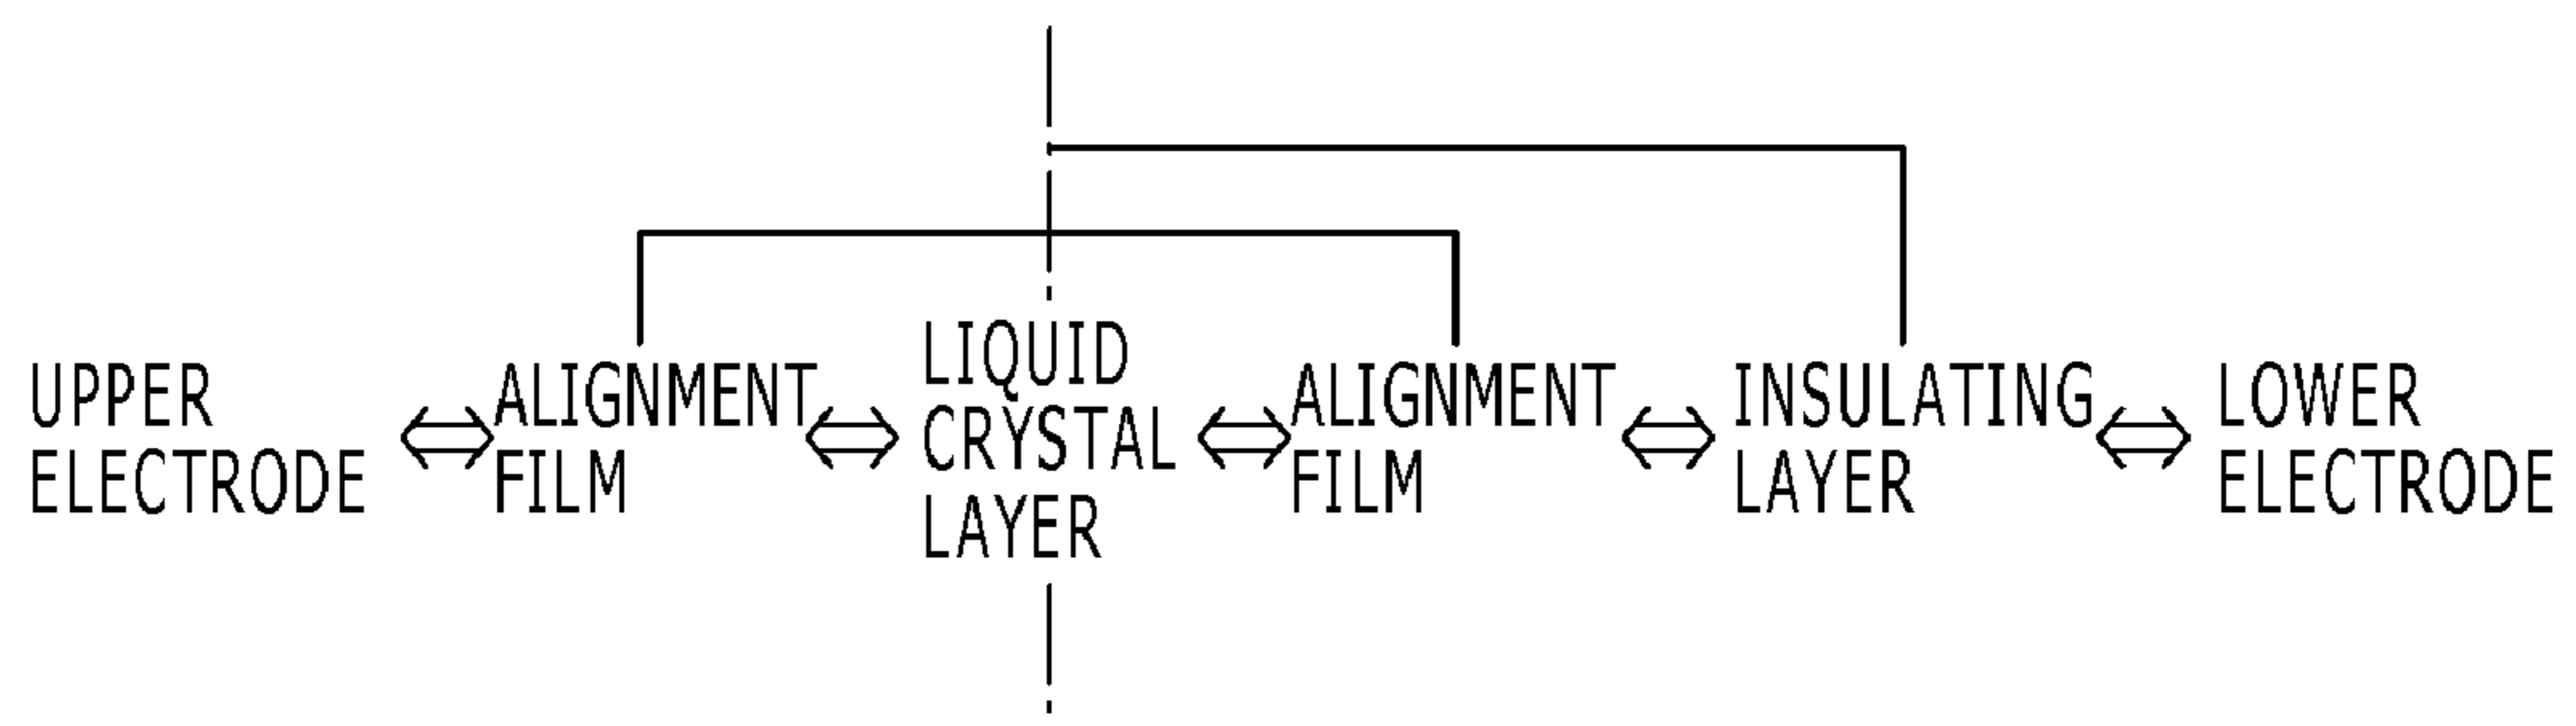 UPPER
ELECTRODE
ALIGNMENT
FILM
LIQUID
CRYSTAL
LAYER
ALIGNMENT
FILM
INSULATING
LAYER
LOWER
ELECTRODE